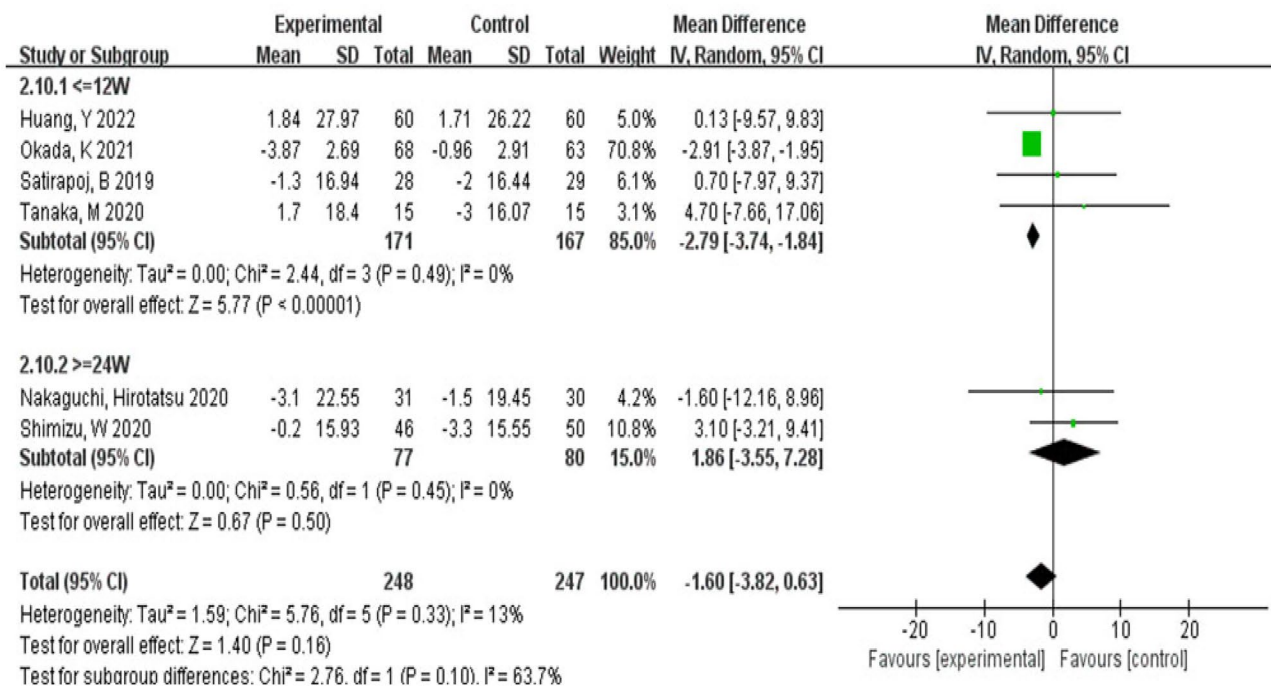 Experimental Control Mean Difference Mean Difference
Study or Subgroup Mean SD Total Mean SD Total Weight IV, Random, 95% CI IV, Random, 95% CI
2.10.1 <=12W
Huang, Y 2022 1.84 27.97 60 1.71 26.22 60 5.0% 0.13 [-9.57, 9.83]
Okada, K 2021 -3.87 2.69 68 -0.96 2.91 63 70.8% -2.91 [-3.87, -1.95]
Satirapoj, B 2019 -1.3 16.94 28 -2 16.44 29 6.1% 0.70 [-7.97, 9.37]
Tanaka, M 2020 1.7 18.4 15 -3 16.07 15 3.1% 4.70 [-7.66, 17.06]
Subtotal (95% CI) 171 167 85.0% -2.79 [-3.74, -1.84]
Heterogeneity: Tau² = 0.00; Chi² = 2.44, df = 3 (P = 0.49); I² = 0%
Test for overall effect: Z = 5.77 (P < 0.00001)
2.10.2 >=24W
Nakaguchi, Hirotatsu 2020 -3.1 22.55 31 -1.5 19.45 30 4.2% -1.60 [-12.16, 8.96]
Shimizu, W 2020 -0.2 15.93 46 -3.3 15.55 50 10.8% 3.10 [-3.21, 9.41]
Subtotal (95% CI) 77 80 15.0% 1.86 [-3.55, 7.28]
Heterogeneity: Tau² = 0.00; Chi² = 0.56, df = 1 (P = 0.45); I² = 0%
Test for overall effect: Z = 0.67 (P = 0.50)
Total (95% CI) 248 247 100.0% -1.60 [-3.82, 0.63]
Heterogeneity: Tau² = 1.59; Chi² = 5.76, df = 5 (P = 0.33); I² = 13%
Test for overall effect: Z = 1.40 (P = 0.16)
Test for subgroup differences: Chi² = 2.76, df = 1 (P = 0.10), I² = 63.7%
-20 -10 0 10 20
Favours [experimental] Favours [control]